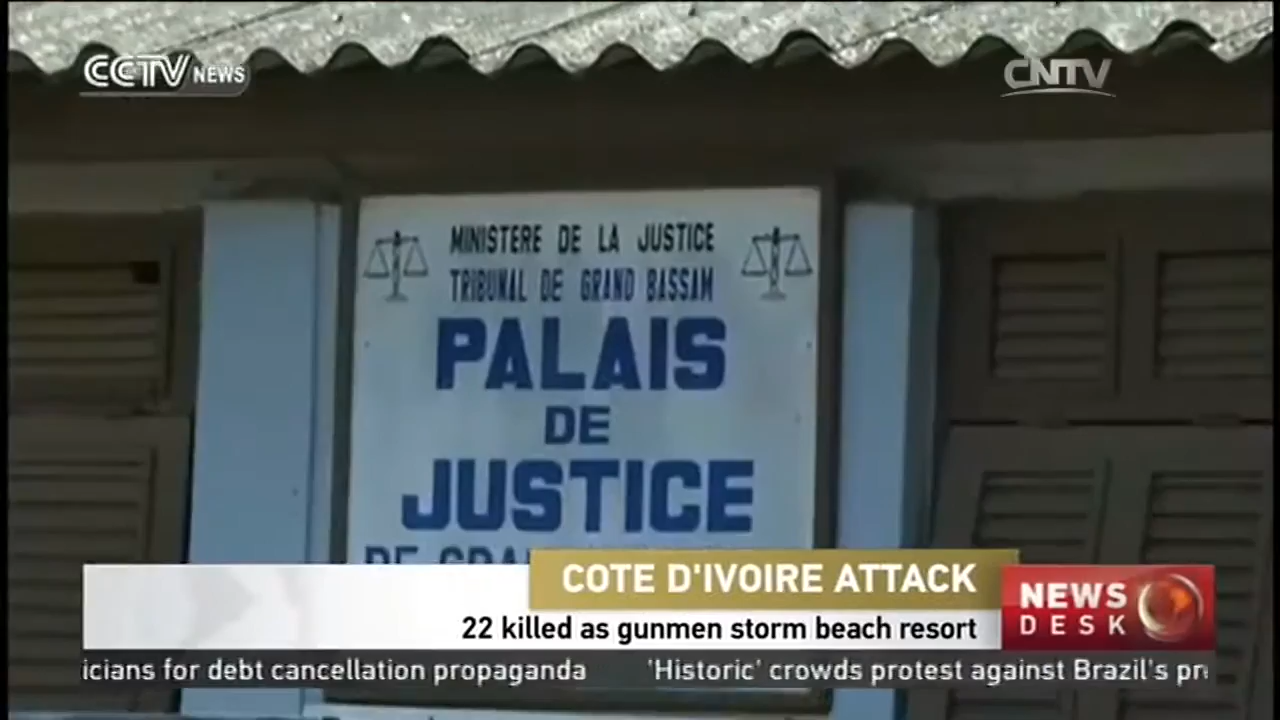 CCTV NEWS
CNTV
MINISTERE DE LA JUSTICE
TRIBUNAL DE GRAND BASSAM
PALAIS
DE
JUSTICE
DE
COTE D'IVOIRE ATTACK
22 killed as gunmen storm beach resort
NEWS
DESK
icians for debt cancellation propaganda 'Historic' crowds protest against Brazil's